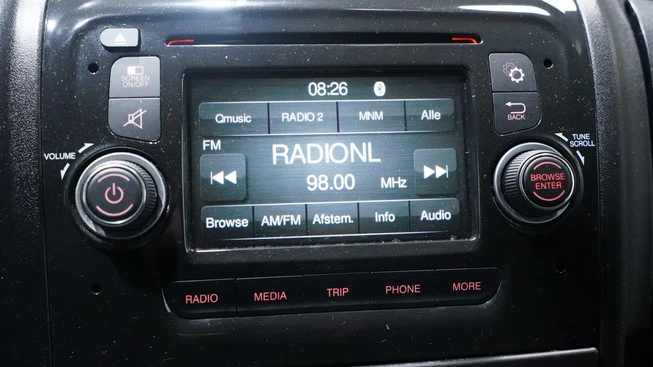 SCREEN
ON/OFF
08:26
BACK
VOLUME
TUNE
SCROLL
Qmusic RADIO 2 MNM Alle
FM
RADIONL
98.00 MHz
BROWSE
ENTER
Browse AM/FM Afstem. Info Audio
RADIO MEDIA TRIP PHONE MORE